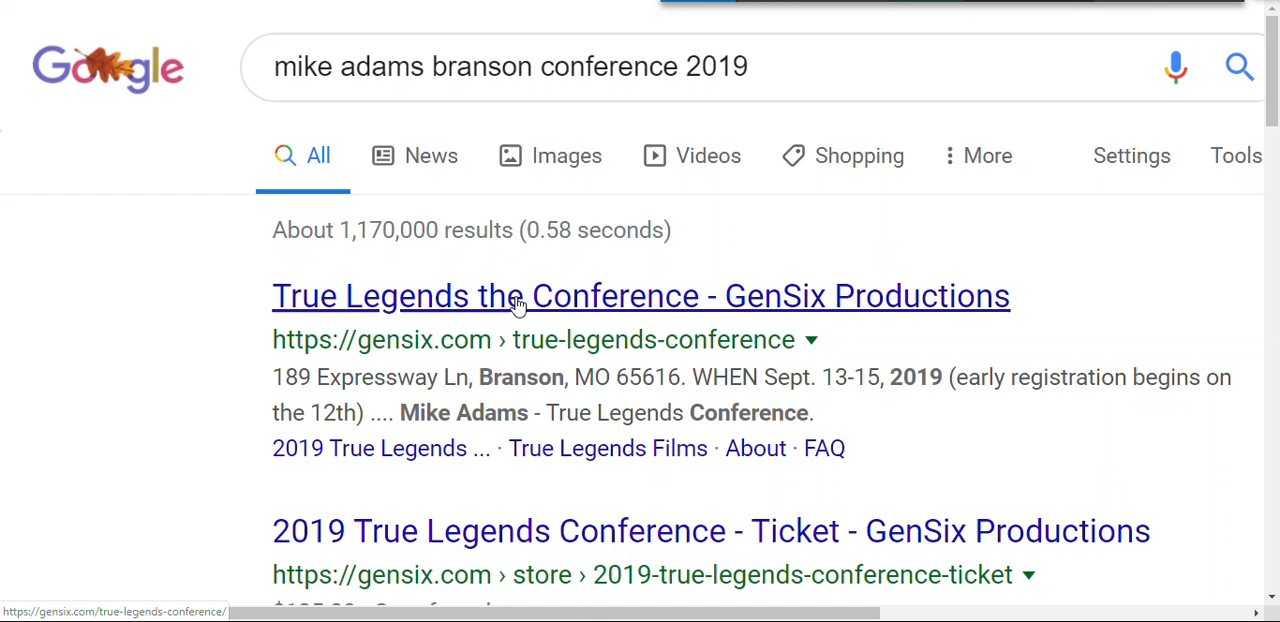 Google
mike adams branson conference 2019
All News Images Videos Shopping More Settings Tools
About 1,170,000 results (0.58 seconds)
True Legends the Conference - GenSix Productions
https://gensix.com › true-legends-conference
189 Expressway Ln, Branson, MO 65616. WHEN Sept. 13-15, 2019 (early registration begins on
the 12th) .... Mike Adams - True Legends Conference.
2019 True Legends ... · True Legends Films · About · FAQ
2019 True Legends Conference - Ticket - GenSix Productions
https://gensix.com › store › 2019-true-legends-conference-ticket
https://gensix.com/true-legends-conference/